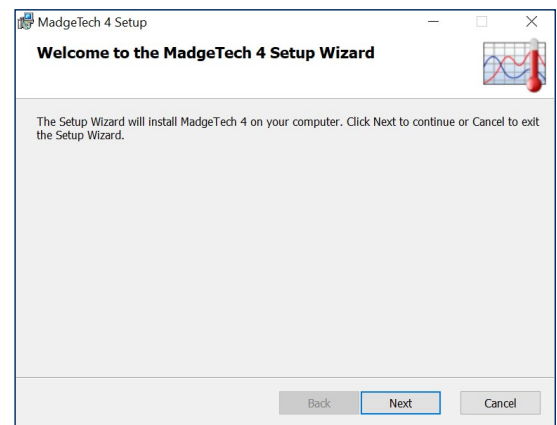 MadgeTech 4 Setup
Welcome to the MadgeTech 4 Setup Wizard
The Setup Wizard will install MadgeTech 4 on your computer. Click Next to continue or Cancel to exit
the Setup Wizard.
Back Next Cancel